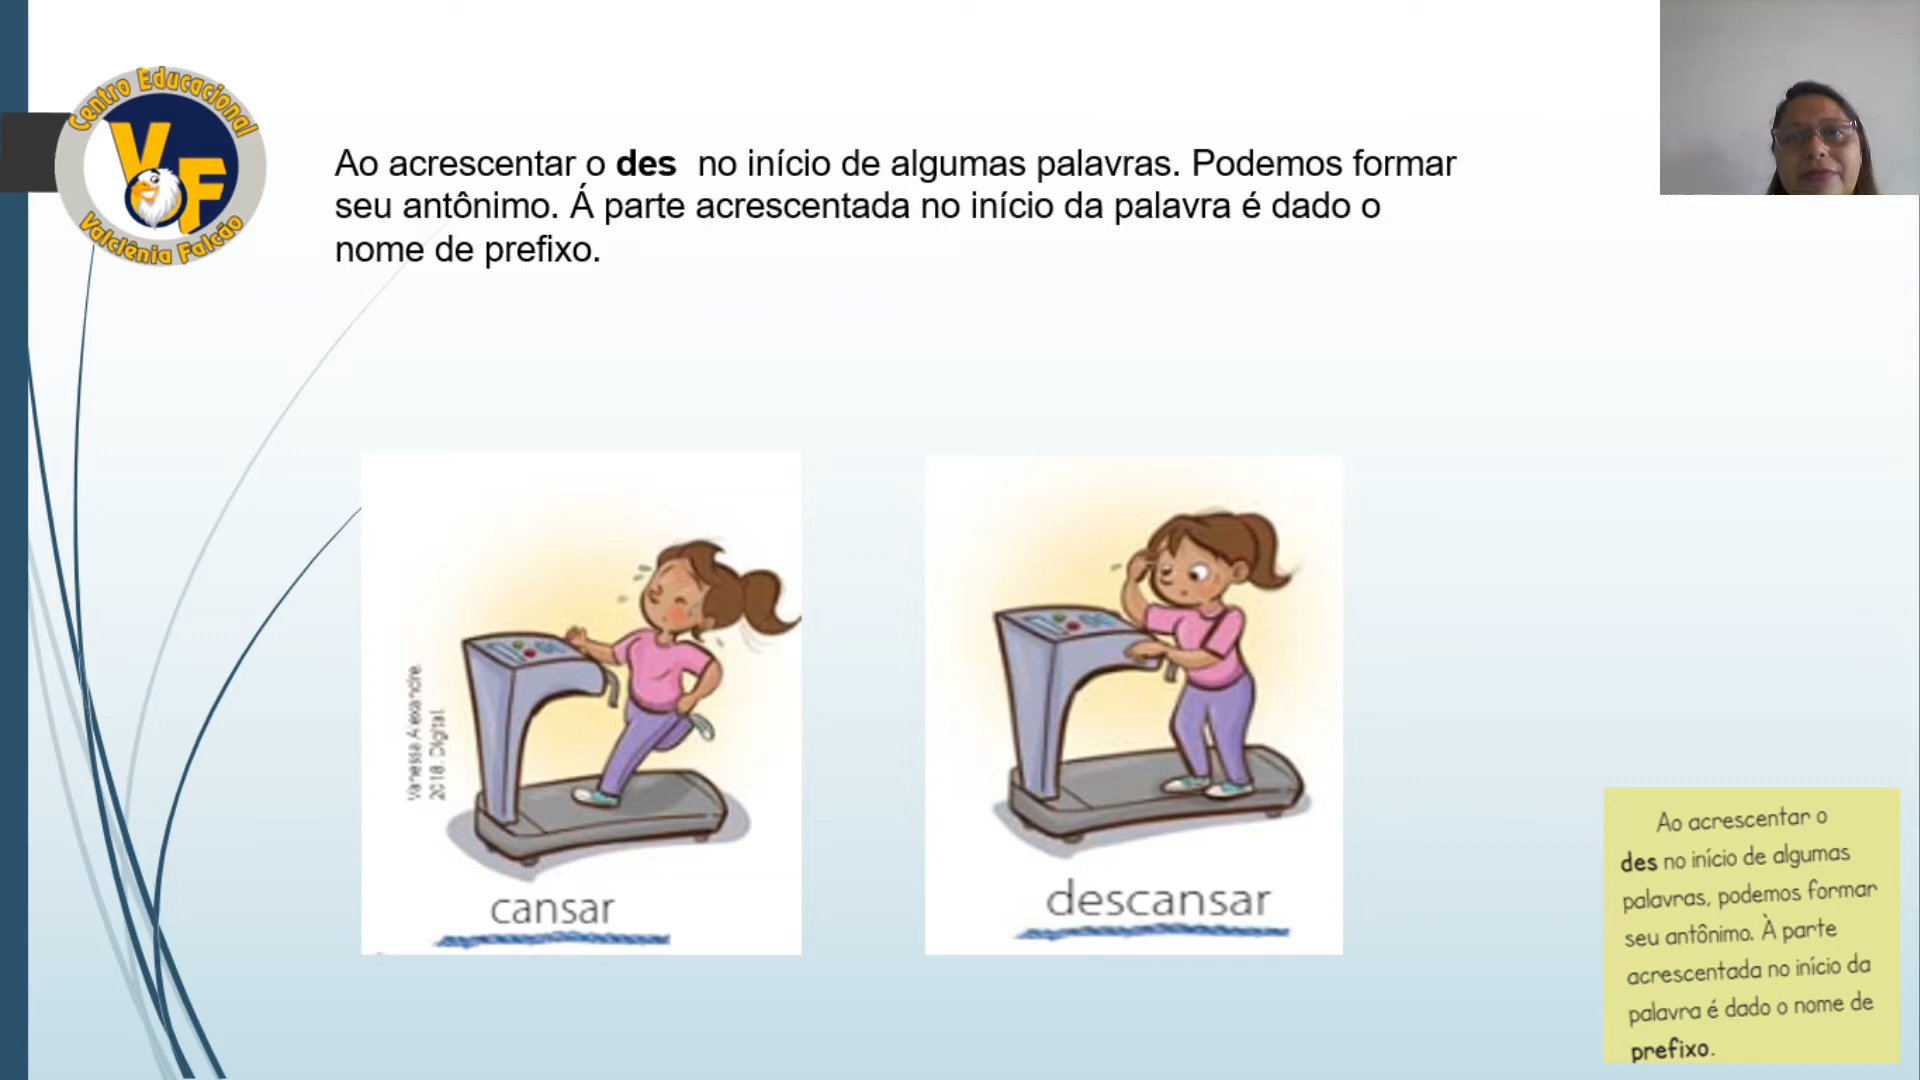 Centro Educacional
VF
Valclênia Falcão
Ao acrescentar o des no início de algumas palavras. Podemos formar
seu antônimo. Á parte acrescentada no início da palavra é dado o
nome de prefixo.
Vanessa Alexandre.
2018. Digital.
cansar
descansar
Ao acrescentar o
des no início de algumas
palavras, podemos formar
seu antônimo. À parte
acrescentada no início da
palavra é dado o nome de
prefixo.